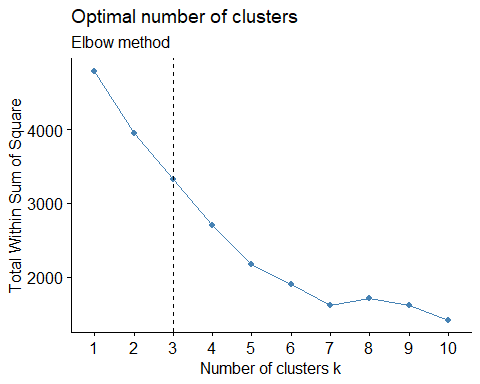 Optimal number of clusters
Elbow method
Total Within Sum of Square
4000
3000
2000
1 2 3 4 5 6 7 8 9 10
Number of clusters k